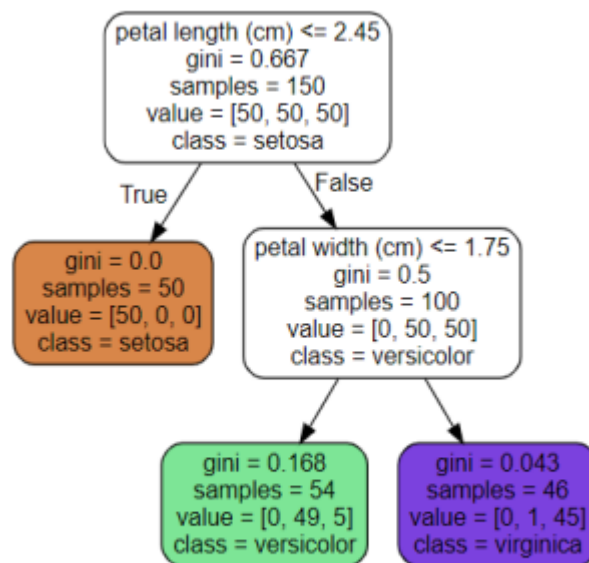 petal length (cm) <= 2.45
gini = 0.667
samples = 150
value = [50, 50, 50]
class = setosa
True
False
gini = 0.0
samples = 50
value = [50, 0, 0]
class = setosa
petal width (cm) <= 1.75
gini = 0.5
samples = 100
value = [0, 50, 50]
class = versicolor
gini = 0.168
samples = 54
value = [0, 49, 5]
class = versicolor
gini = 0.043
samples = 46
value = [0, 1, 45]
class = virginica